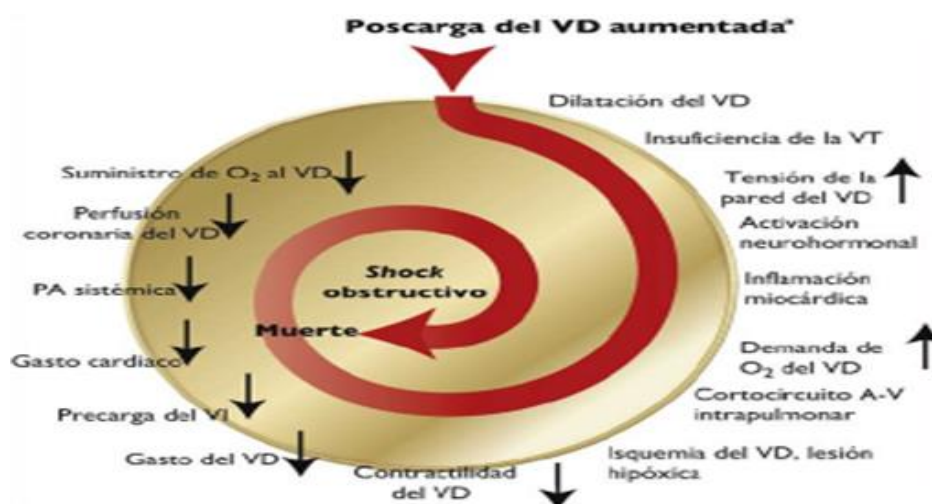 Poscarga del VD aumentadaª
Dilatación del VD
Insuficiencia de la VT
Tensión de la
pared del VD
Activación
neurohormonal
Inflamación
miocárdica
Demanda de
O₂ del VD
Cortocircuito A-V
intrapulmonar
Isquemia del VD, lesión
hipóxica
Contractilidad
del VD
Gasto del VD
Precarga del VI
Gasto cardiaco
PA sistémica
Perfusión
coronaria del VD
Suministro de O₂ al VD
Shock
obstructivo
Muerte